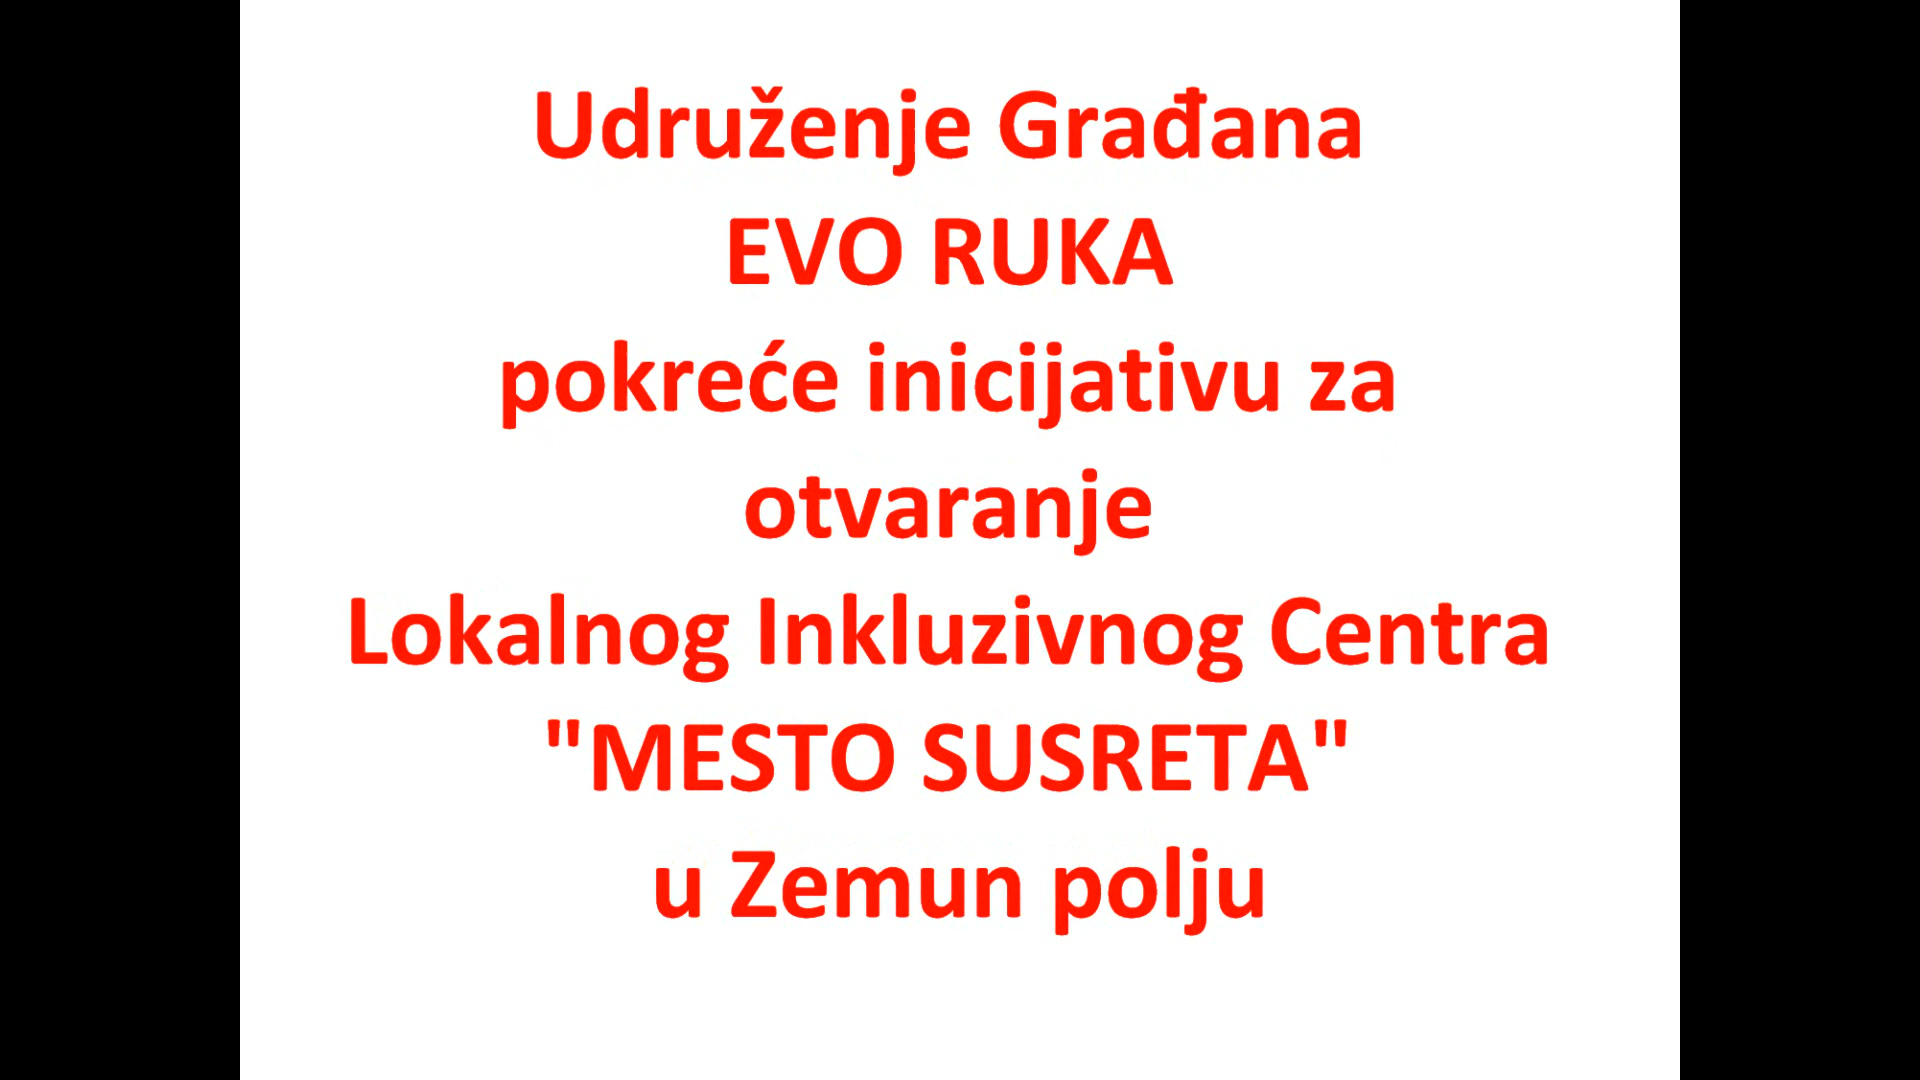 Udruženje Građana
EVO RUKA
pokreće inicijativu za
otvaranje
Lokalnog Inkluzivnog Centra
"MESTO SUSRETA"
u Zemun polju